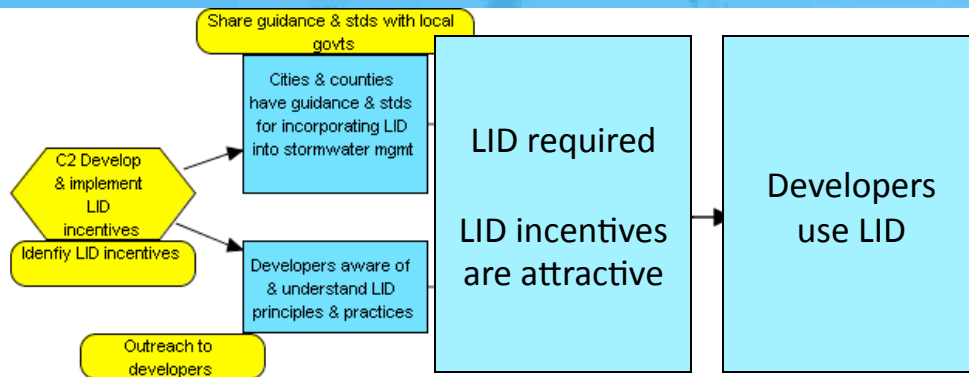 Share guidance & stds with local
govts
Cities & counties
have guidance & stds
for incorporating LID
into stormwater mgmt
C2 Develop
& implement
LID
incentives
Idenfiy LID incentives
Developers aware of
& understand LID
principles & practices
Outreach to
developers
LID required
LID incentives
are attractive
Developers
use LID